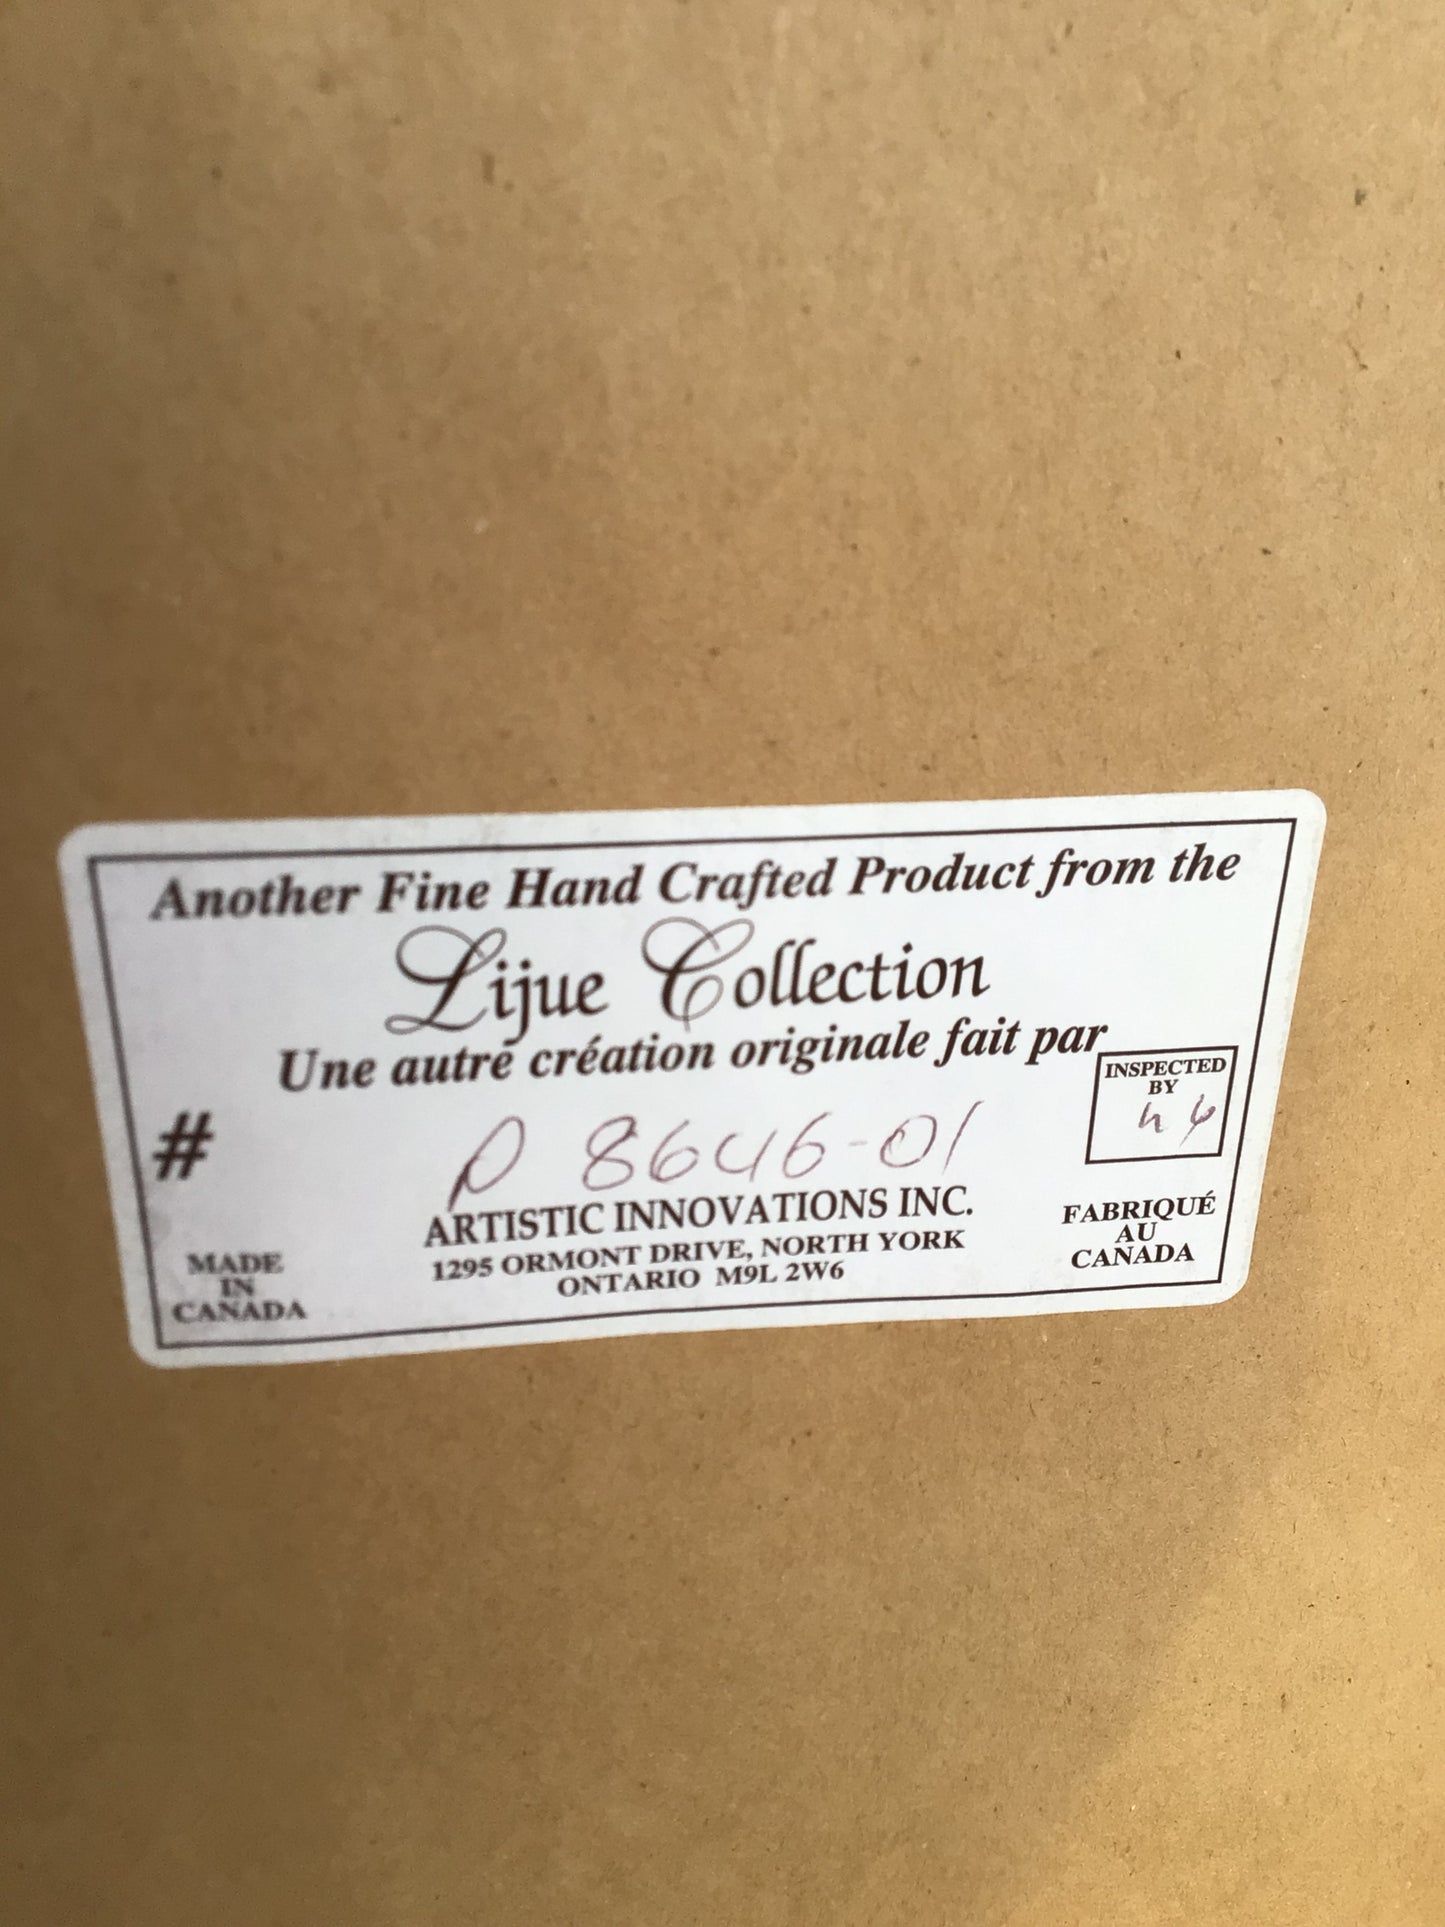 Another Fine Hand Crafted Product from the
Lijue Collection
Une autre création originale fait par
INSPECTED
BY
#
P 8646-01
ARTISTIC INNOVATIONS INC.
1295 ORMONT DRIVE, NORTH YORK
ONTARIO M9L 2W6
MADE
IN
CANADA
FABRIQUÉ
AU
CANADA